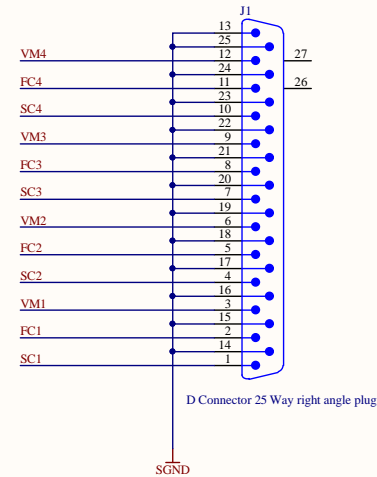 J1
13
25
VM4 12 27
24
FC4 11 26
23
SC4 10
22
VM3 9
21
FC3 8
20
SC3 7
19
VM2 6
18
FC2 5
17
SC2 4
16
VM1 3
15
FC1 2
14
SC1 1
D Connector 25 Way right angle plug
SGND